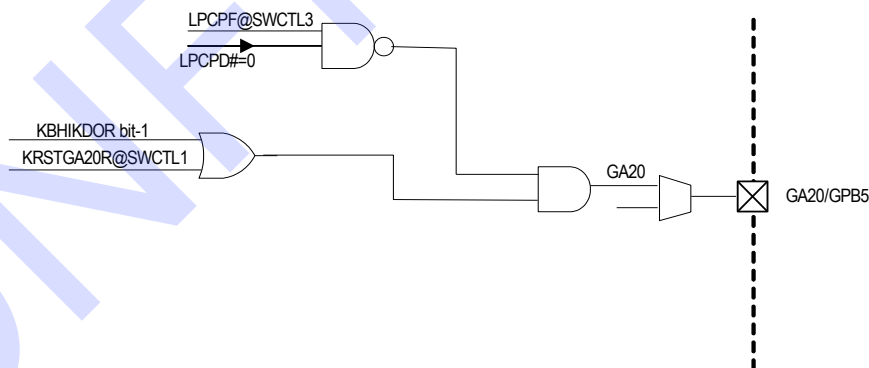 LPCPF@SWCTL3
LPCPD#=0
KBHIKDOR bit-1
KRSTGA20R@SWCTL1
GA20
GA20/GPB5